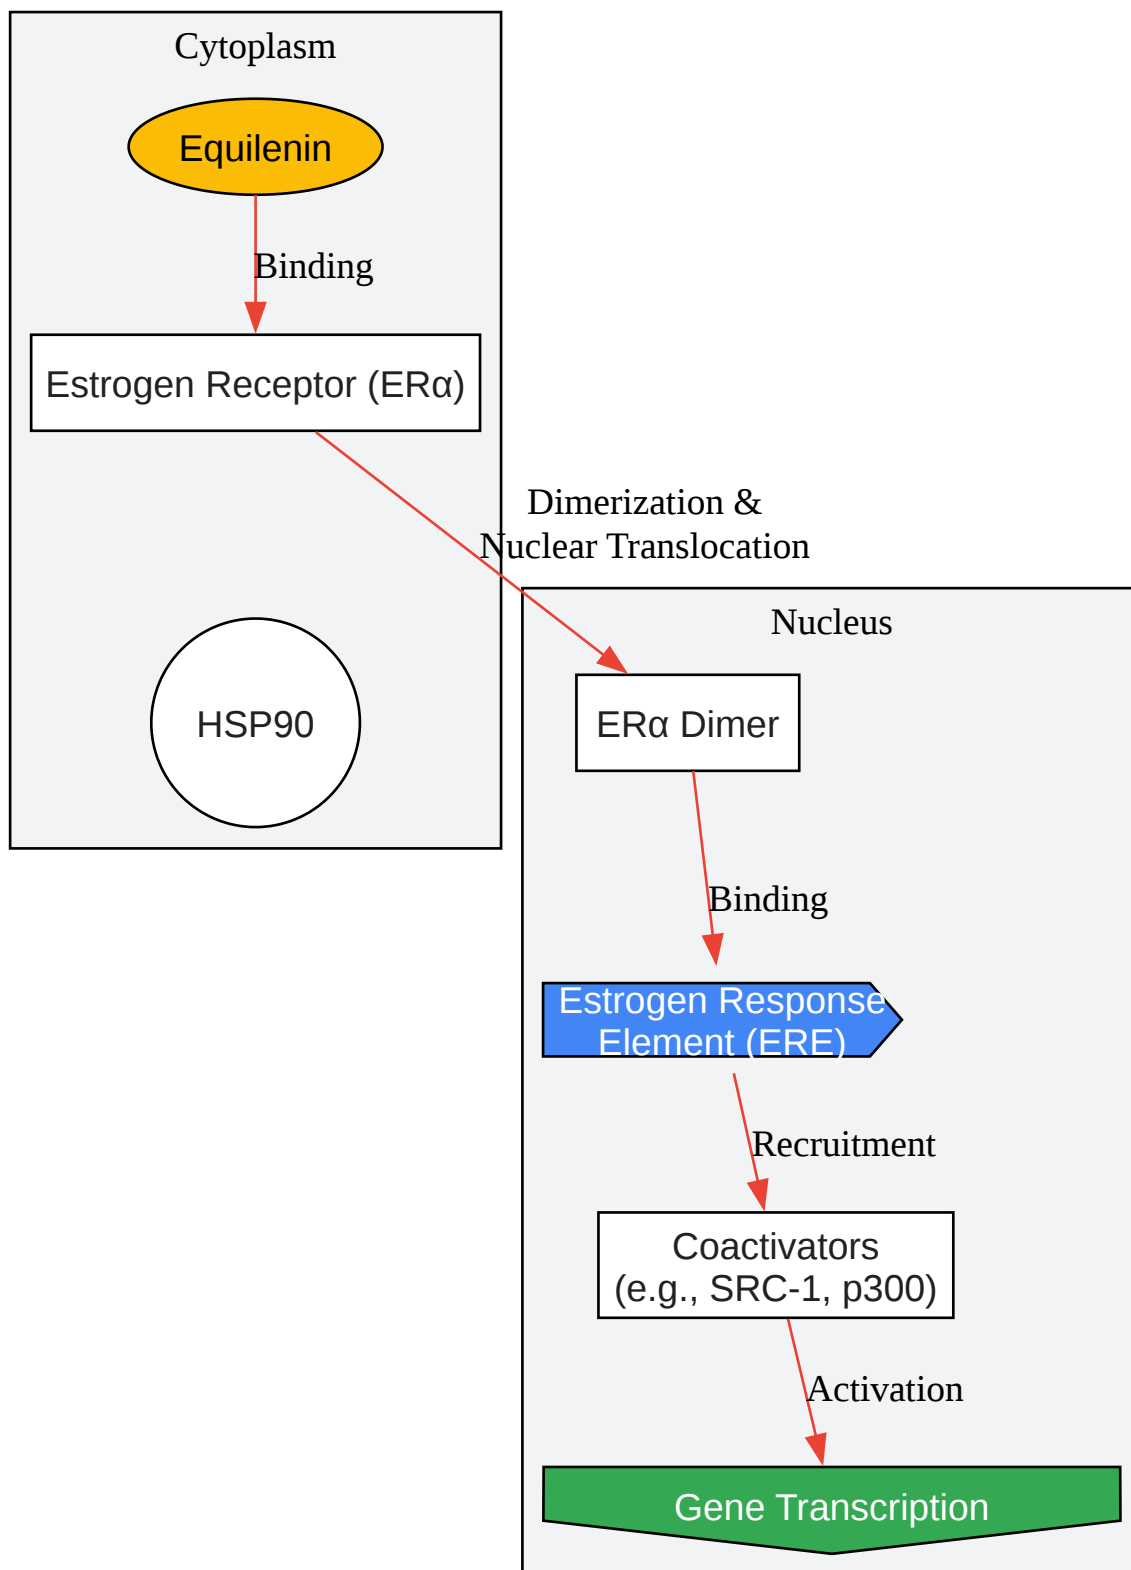 Cytoplasm
Equilenin
Binding
Estrogen Receptor (ERα)
Dimerization &
Nuclear Translocation
HSP90
Nucleus
ERα Dimer
Binding
Estrogen Response
Element (ERE)
Recruitment
Coactivators
(e.g., SRC-1, p300)
Activation
Gene Transcription